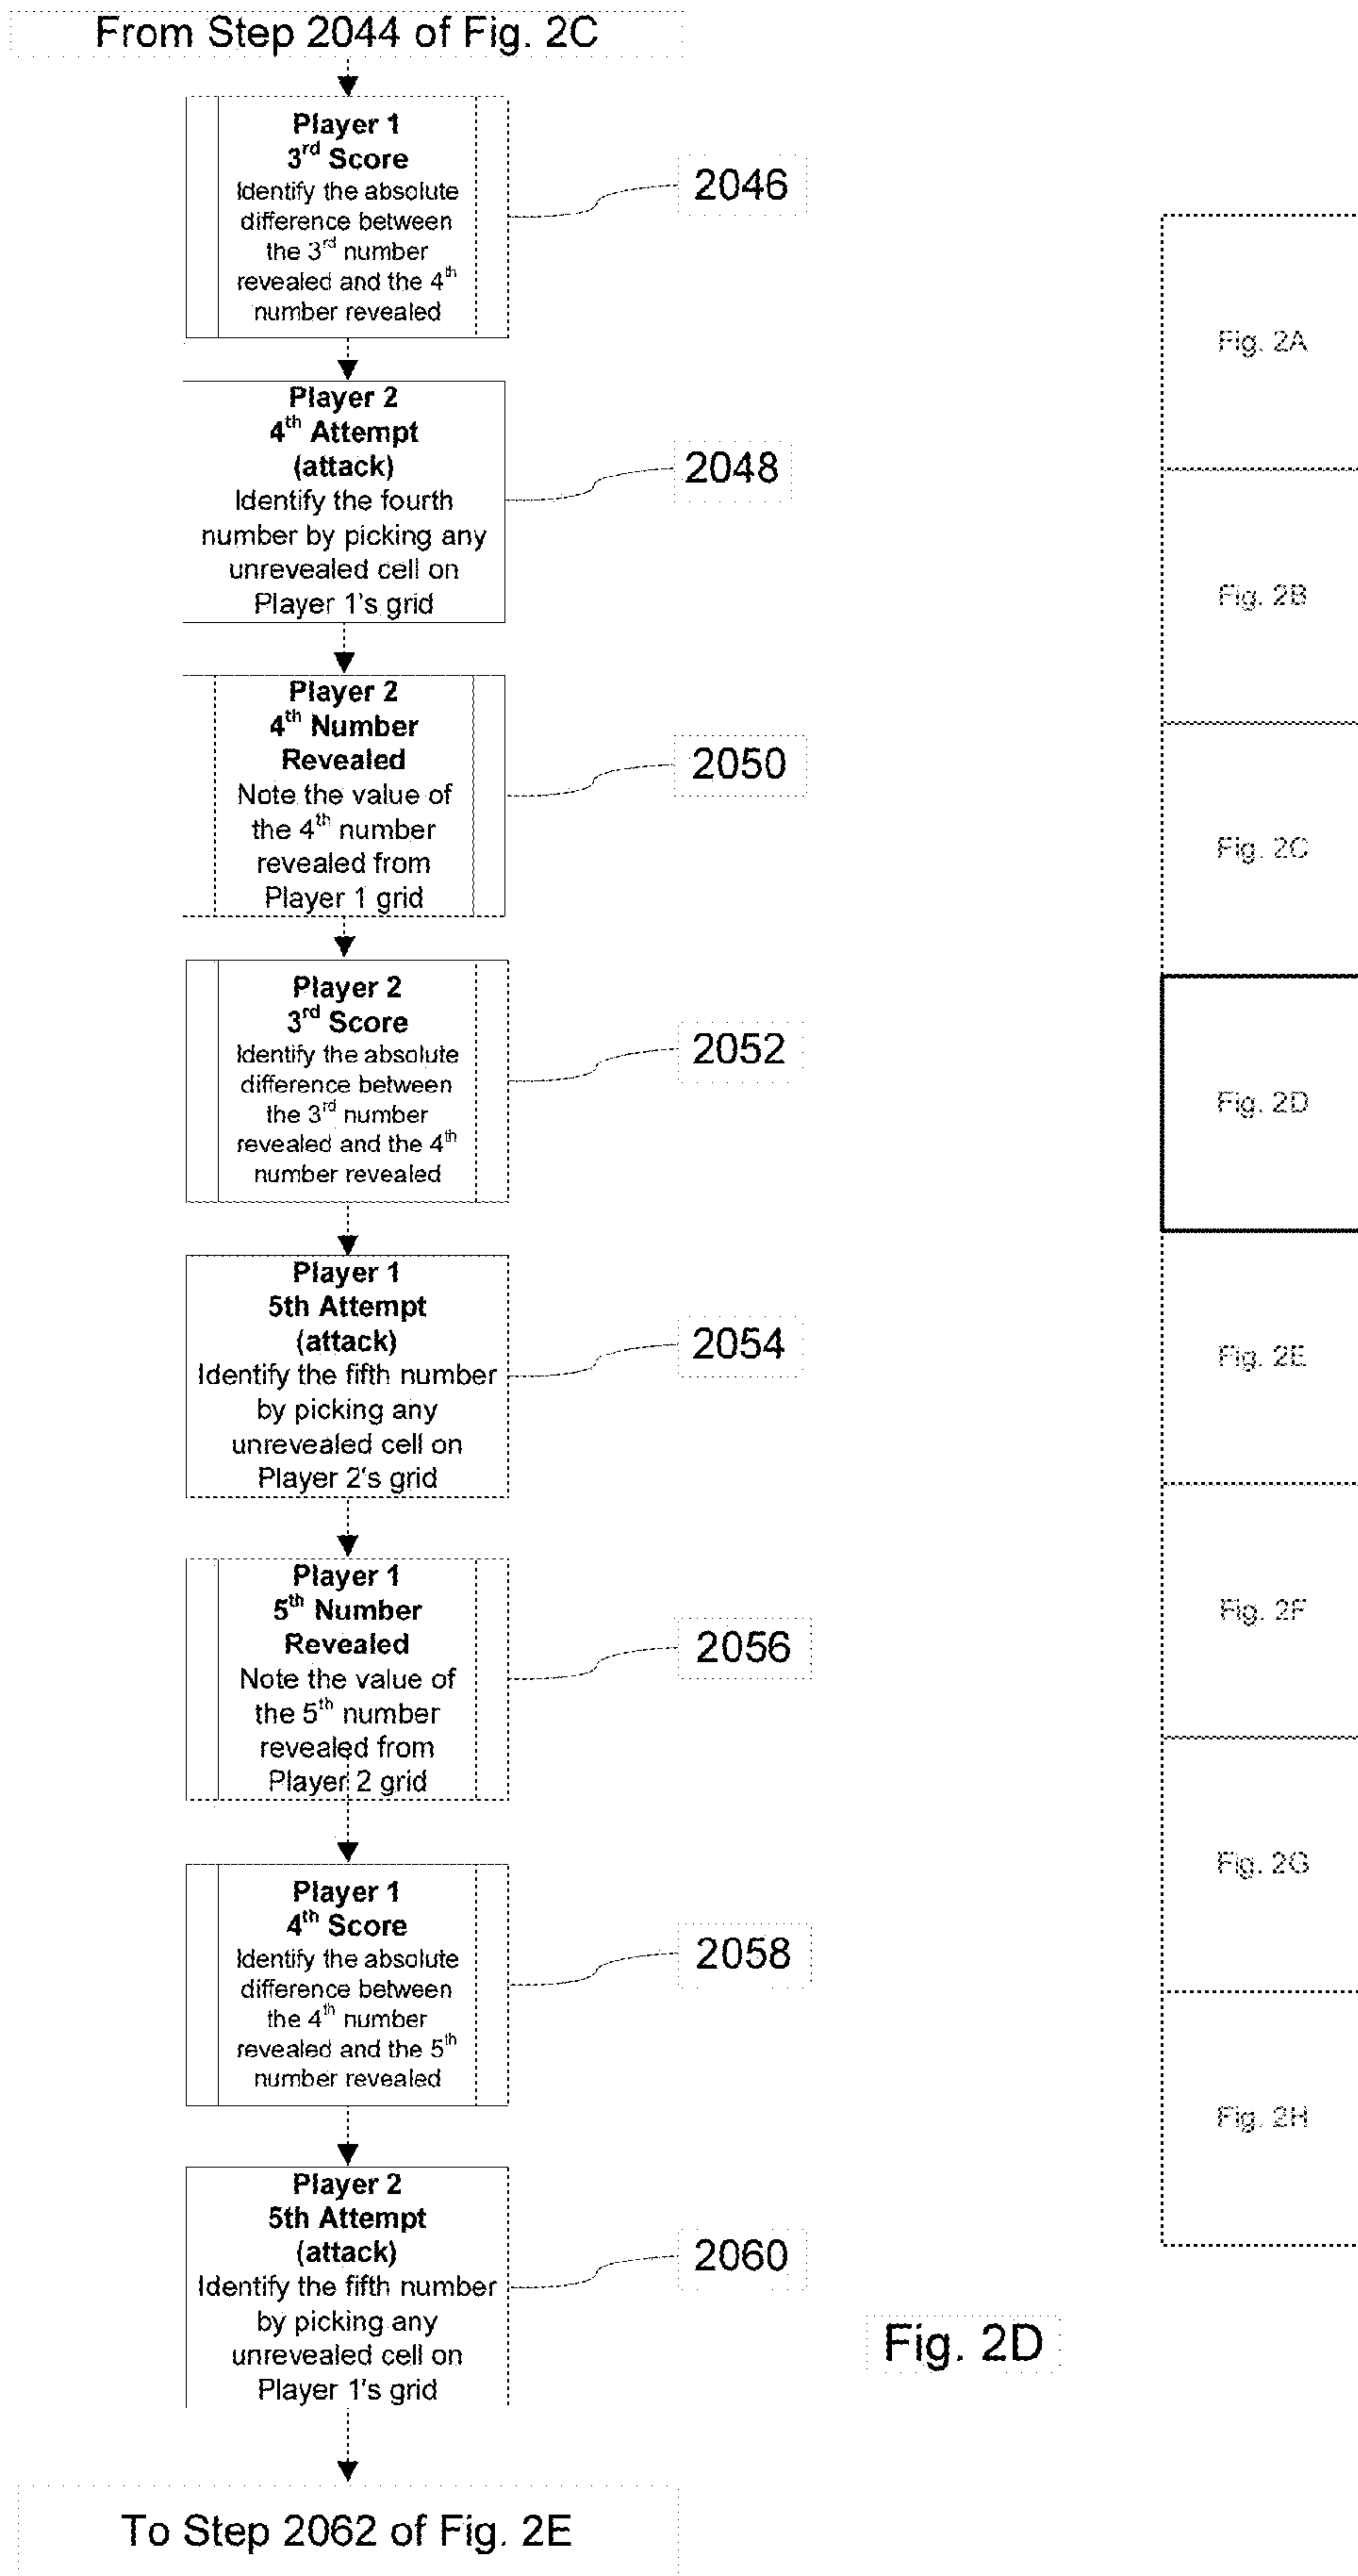 From Step 2044 of Fig. 2C
Player 1
3rd Score
Identify the absolute
difference between
the 3rd number
revealed and the 4th
number revealed
2046
Player 2
4th Attempt
(attack)
Identify the fourth
number by picking any
unrevealed cell on
Player 1's grid
2048
Player 2
4th Number
Revealed
Note the value of
the 4th number
revealed from
Player 1 grid
2050
Player 2
3rd Score
Identify the absolute
difference between
the 3rd number
revealed and the 4th
number revealed
2052
Player 1
5th Attempt
(attack)
Identify the fifth number
by picking any
unrevealed cell on
Player 2's grid
2054
Player 1
5th Number
Revealed
Note the value of
the 5th number
revealed from
Player 2 grid
2056
Player 1
4th Score
Identify the absolute
difference between
the 4th number
revealed and the 5th
number revealed
2058
Player 2
5th Attempt
(attack)
Identify the fifth number
by picking any
unrevealed cell on
Player 1's grid
2060
To Step 2062 of Fig. 2E
Fig. 2A
Fig. 2B
Fig. 2C
Fig. 2D
Fig. 2E
Fig. 2F
Fig. 2G
Fig. 2H
Fig. 2D